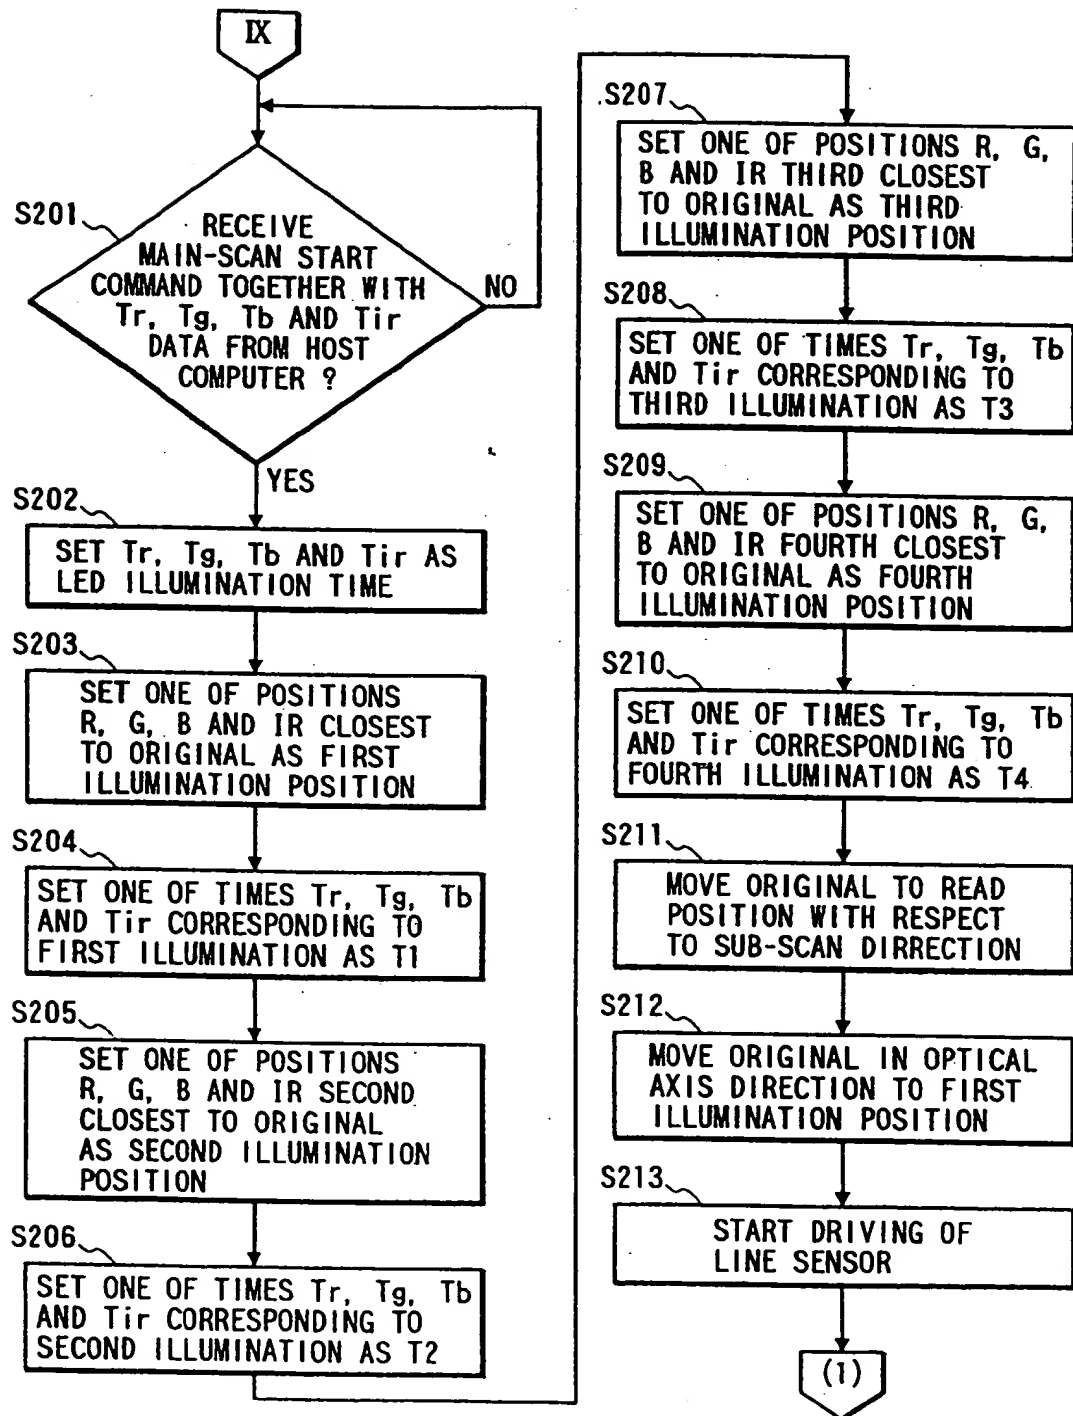 IX
S201
RECEIVE
MAIN-SCAN START
COMMAND TOGETHER WITH
Tr, Tg, Tb AND Tir
DATA FROM HOST
COMPUTER ?
NO
YES
S202
SET Tr, Tg, Tb AND Tir AS
LED ILLUMINATION TIME
S203
SET ONE OF POSITIONS
R, G, B AND IR CLOSEST
TO ORIGINAL AS FIRST
ILLUMINATION POSITION
S204
SET ONE OF TIMES Tr, Tg, Tb
AND Tir CORRESPONDING TO
FIRST ILLUMINATION AS T1
S205
SET ONE OF POSITIONS
R, G, B AND IR SECOND
CLOSEST TO ORIGINAL
AS SECOND ILLUMINATION
POSITION
S206
SET ONE OF TIMES Tr, Tg, Tb
AND Tir CORRESPONDING TO
SECOND ILLUMINATION AS T2
S207
SET ONE OF POSITIONS R, G,
B AND IR THIRD CLOSEST
TO ORIGINAL AS THIRD
ILLUMINATION POSITION
S208
SET ONE OF TIMES Tr, Tg, Tb
AND Tir CORRESPONDING TO
THIRD ILLUMINATION AS T3
S209
SET ONE OF POSITIONS R, G,
B AND IR FOURTH CLOSEST
TO ORIGINAL AS FOURTH
ILLUMINATION POSITION
S210
SET ONE OF TIMES Tr, Tg, Tb
AND Tir CORRESPONDING TO
FOURTH ILLUMINATION AS T4
S211
MOVE ORIGINAL TO READ
POSITION WITH RESPECT
TO SUB-SCAN DIRRECTION
S212
MOVE ORIGINAL IN OPTICAL
AXIS DIRECTION TO FIRST
ILLUMINATION POSITION
S213
START DRIVING OF
LINE SENSOR
(1)